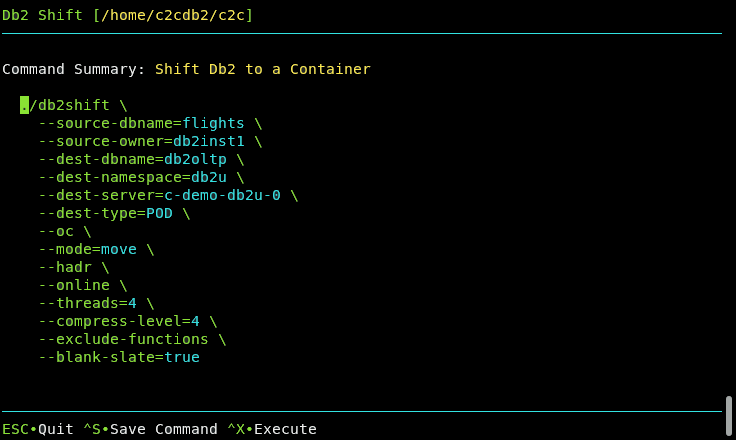 Db2 Shift [/home/c2cdb2/c2c]
Command Summary: Shift Db2 to a Container
./db2shift \
--source-dbname=flights \
--source-owner=db2inst1 \
--dest-dbname=db2oltp \
--dest-namespace=db2u \
--dest-server=c-demo-db2u-0 \
--dest-type=POD \
--oc \
--mode=move \
--hadr \
--online \
--threads=4 \
--compress-level=4 \
--exclude-functions \
--blank-slate=true
ESC•Quit ^S•Save Command ^X•Execute